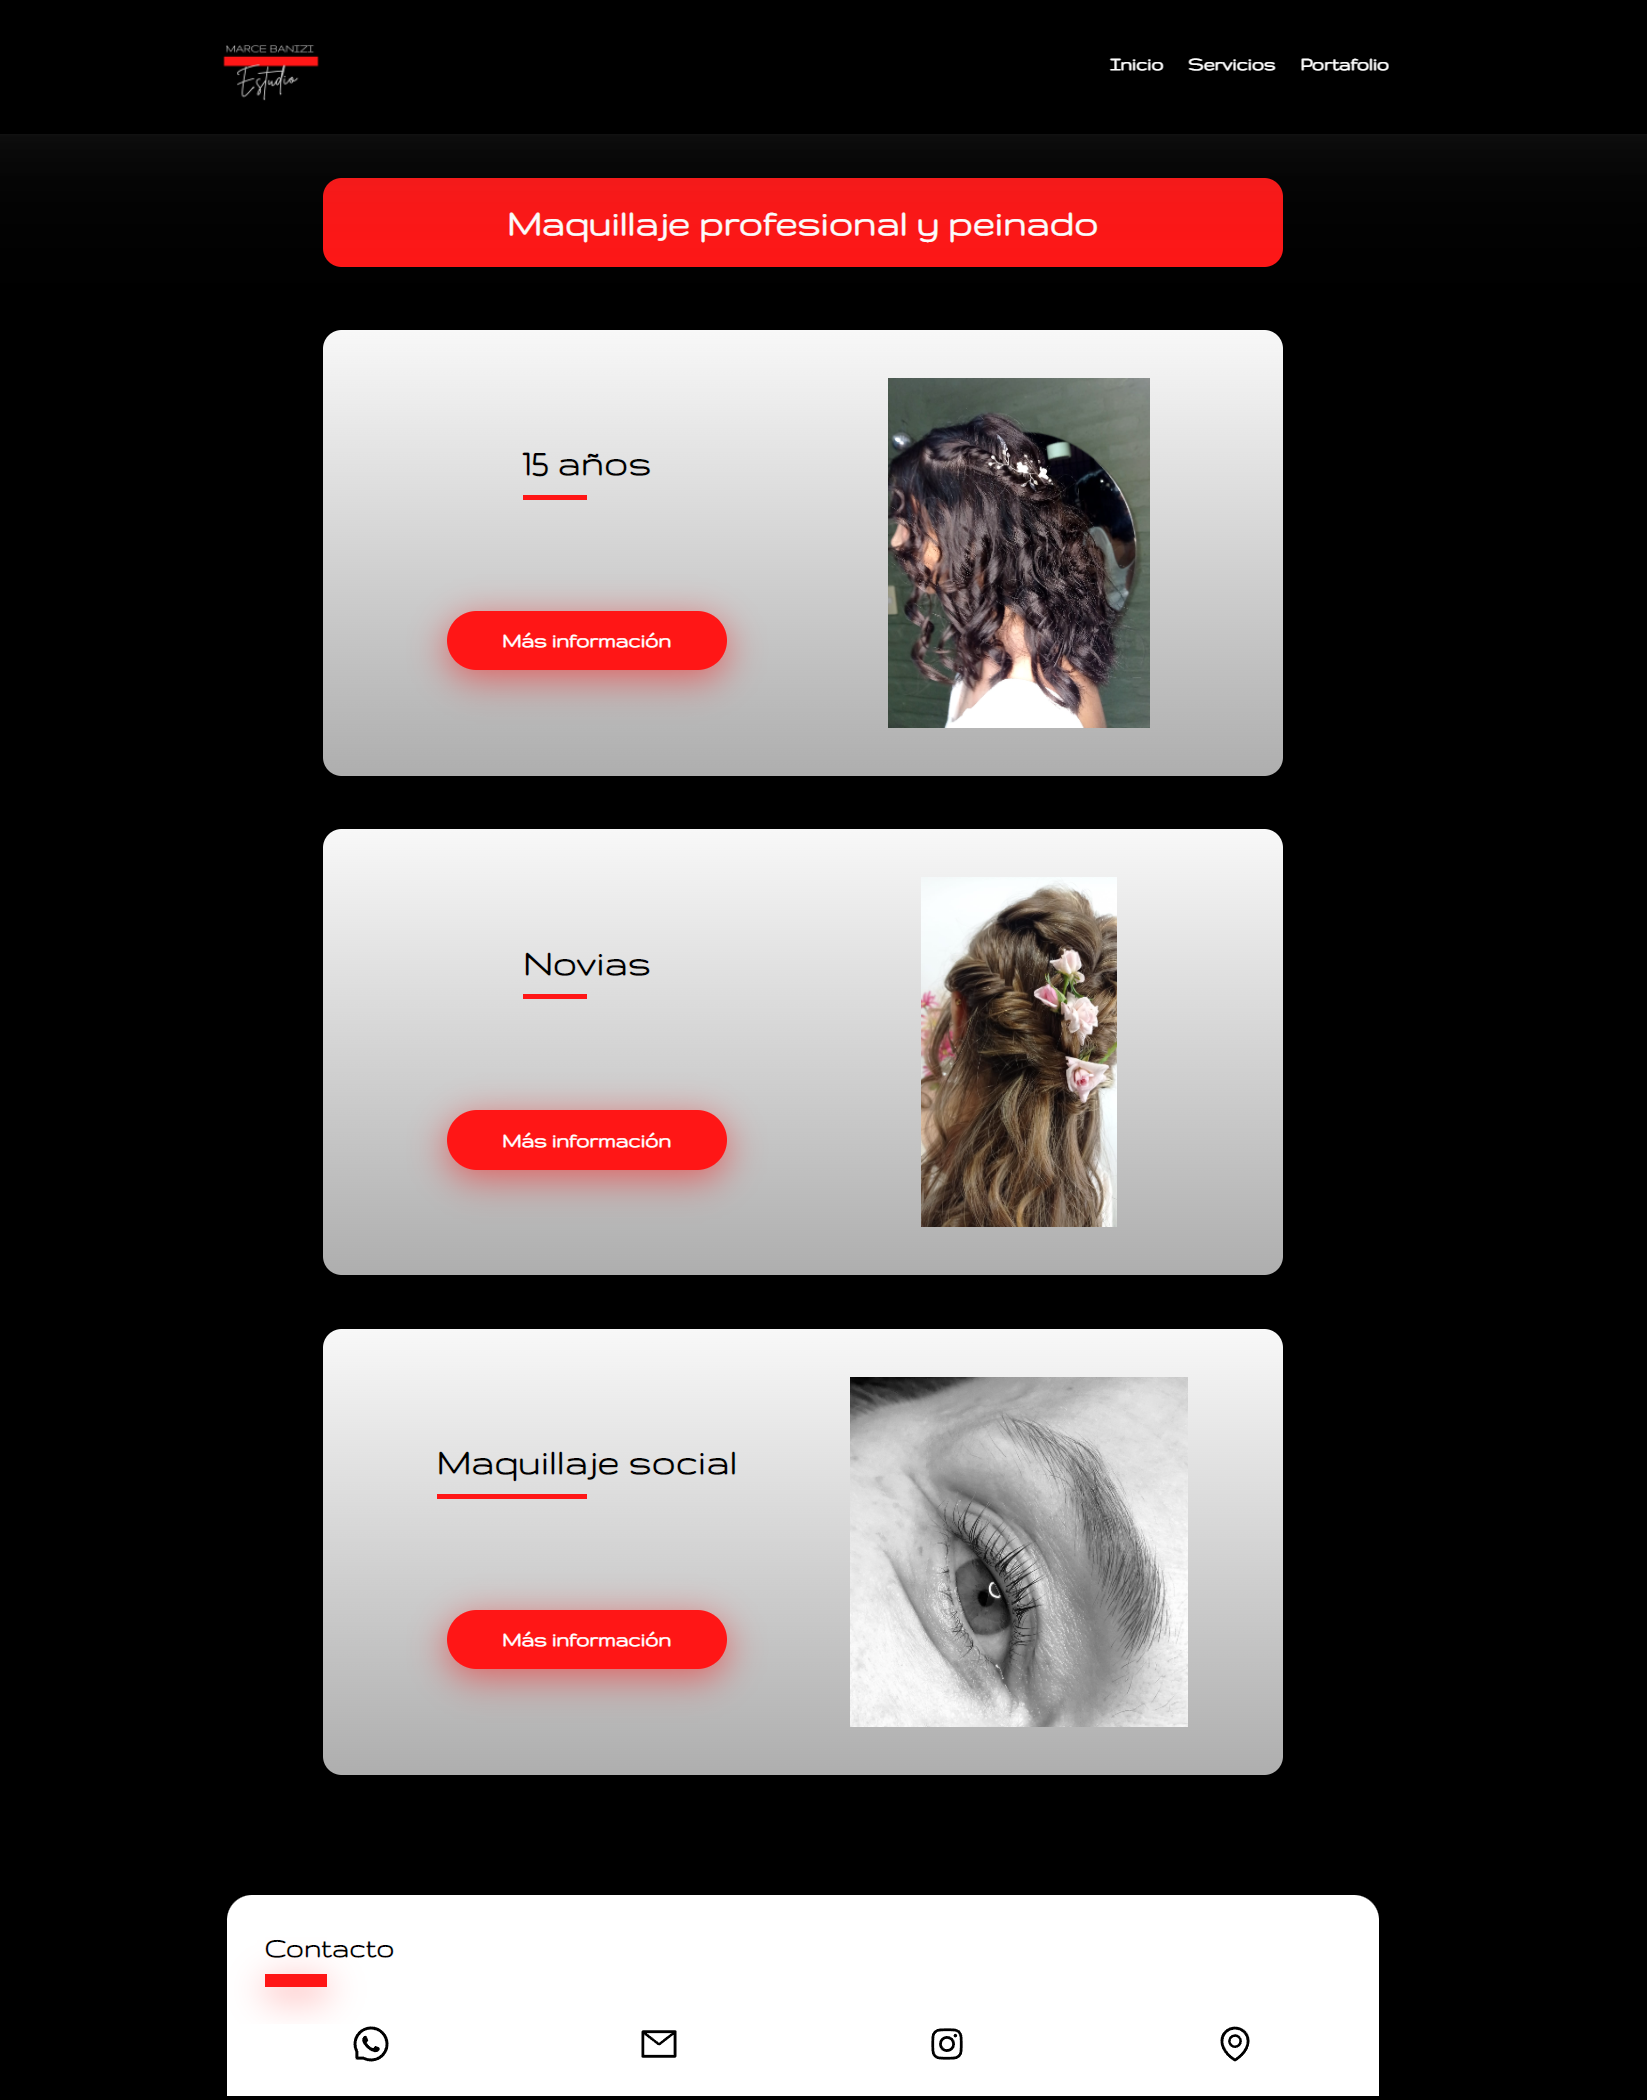 MARCE BANIZI
Estudio
Inicio Servicios Portafolio
Maquillaje profesional y peinado
15 años
Más información
Novias
Más información
Maquillaje social
Más información
Contacto